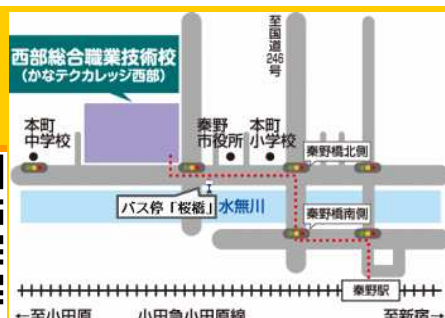 西部総合職業技術校
(かなテクカレッジ西部)
至国道246号
本町
中学校
秦野
市役所
本町
小学校
秦野橋北側
バス停「桜橋」
水無川
秦野橋南側
秦野駅
←至小田原
小田急小田原線
至新宿→